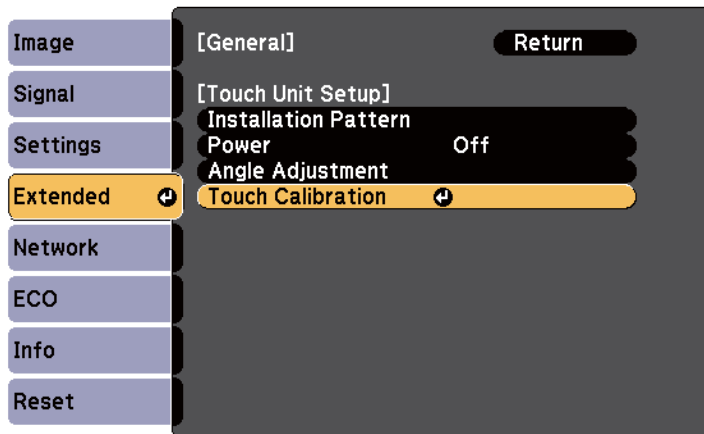 Image
Signal
Settings
Extended
Network
ECO
Info
Reset
[General] Return
[Touch Unit Setup]
Installation Pattern
Power Off
Angle Adjustment
Touch Calibration